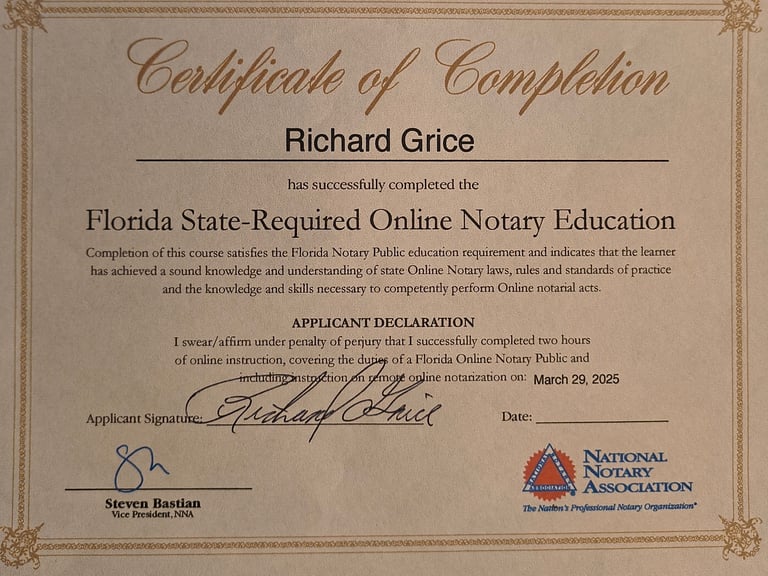 Certificate of Completion
Richard Grice
has successfully completed the
Florida State-Required Online Notary Education
Completion of this course satisfies the Florida Notary Public education requirement and indicates that the learner
has achieved a sound knowledge and understanding of state Online Notary laws, rules and standards of practice
and the knowledge and skills necessary to competently perform Online notarial acts.
APPLICANT DECLARATION
I swear/affirm under penalty of perjury that I successfully completed two hours
of online instruction, covering the duties of a Florida Online Notary Public and
including instruction on remote online notarization on: March 29, 2025
Applicant Signature: Richard Grice Date:
Steven Bastian
Vice President, NNA
NATIONAL
NOTARY
ASSOCIATION
The Nation's Professional Notary Organization